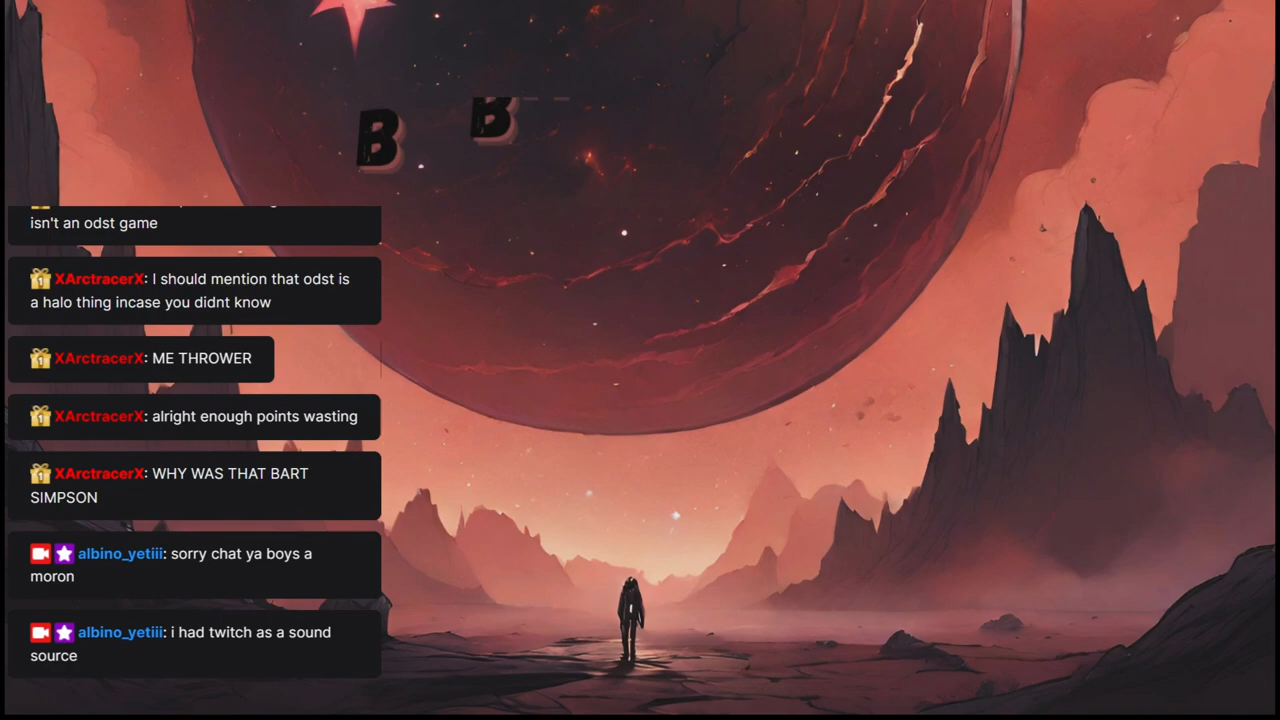 B B
isn't an odst game
XArctracerX: I should mention that odst is
a halo thing incase you didnt know
XArctracerX: ME THROWER
XArctracerX: alright enough points wasting
XArctracerX: WHY WAS THAT BART
SIMPSON
albino_yetiii: sorry chat ya boys a
moron
albino_yetiii: i had twitch as a sound
source